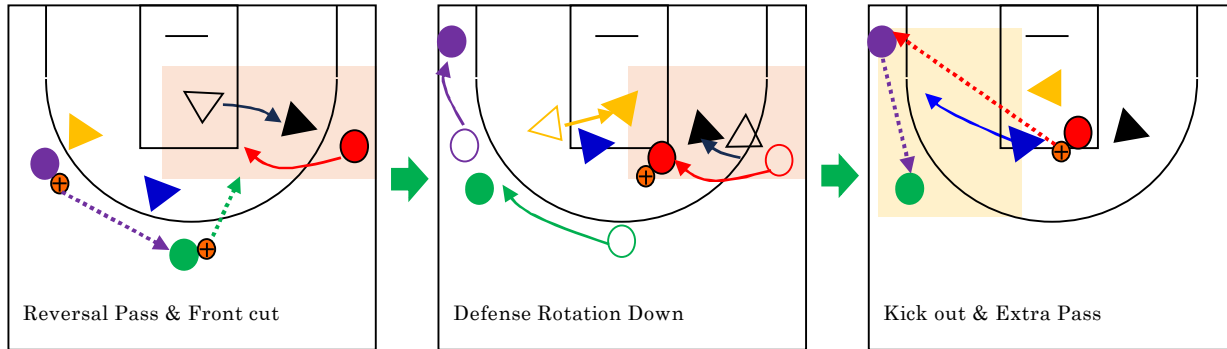 Reversal Pass & Front cut
Defense Rotation Down
Kick out & Extra Pass